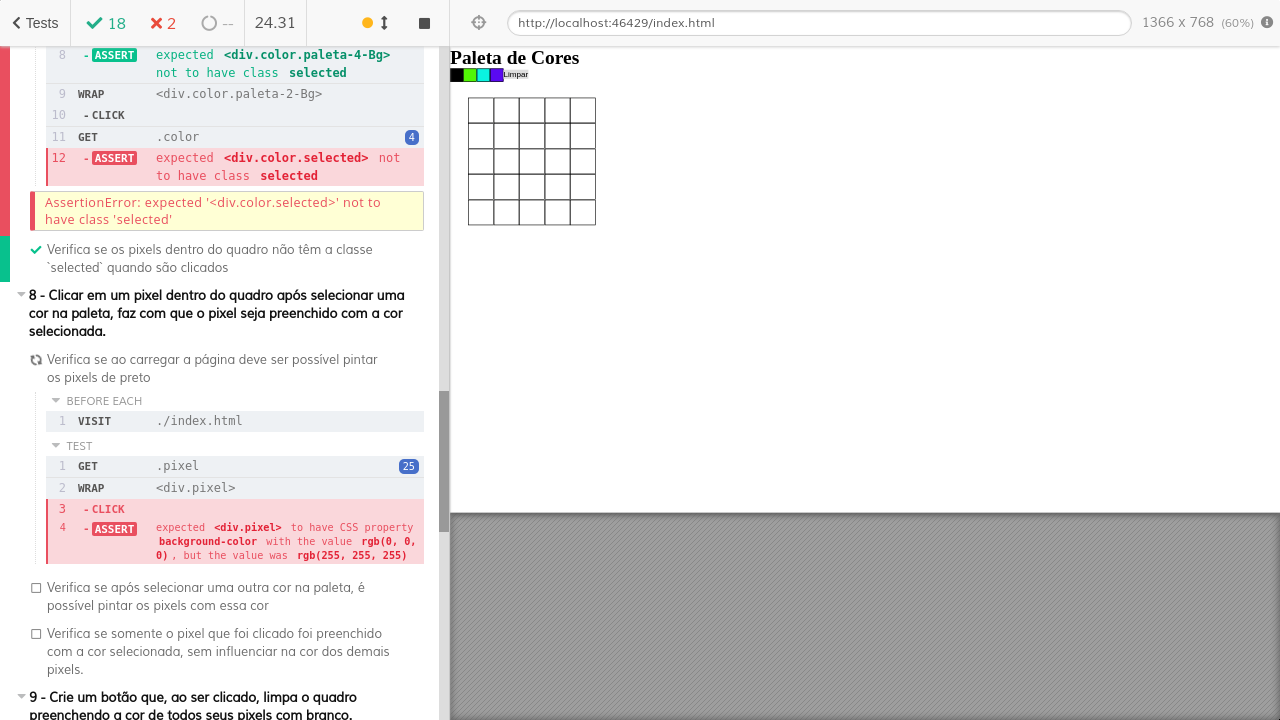 Tests
18
2
--
24.31
http://localhost:46429/index.html
1366 x 768 (60%)
8 - ASSERT expected <div.color.paleta-4-Bg>
not to have class selected
9 WRAP <div.color.paleta-2-Bg>
10 - CLICK
11 GET .color 4
12 - ASSERT expected <div.color.selected> not
to have class selected
AssertionError: expected '<div.color.selected>' not to
have class 'selected'
Verifica se os pixels dentro do quadro não têm a classe
`selected` quando são clicados
8 - Clicar em um pixel dentro do quadro após selecionar uma
cor na paleta, faz com que o pixel seja preenchido com a cor
selecionada.
Verifica se ao carregar a página deve ser possível pintar
os pixels de preto
BEFORE EACH
1 VISIT ./index.html
TEST
1 GET .pixel 25
2 WRAP <div.pixel>
3 - CLICK
4 - ASSERT expected <div.pixel> to have CSS property
background-color with the value rgb(0, 0,
0), but the value was rgb(255, 255, 255)
Verifica se após selecionar uma outra cor na paleta, é
possível pintar os pixels com essa cor
Verifica se somente o pixel que foi clicado foi preenchido
com a cor selecionada, sem influenciar na cor dos demais
pixels.
9 - Crie um botão que, ao ser clicado, limpa o quadro
preenchendo a cor de todos seus pixels com branco.
Paleta de Cores
Limpar